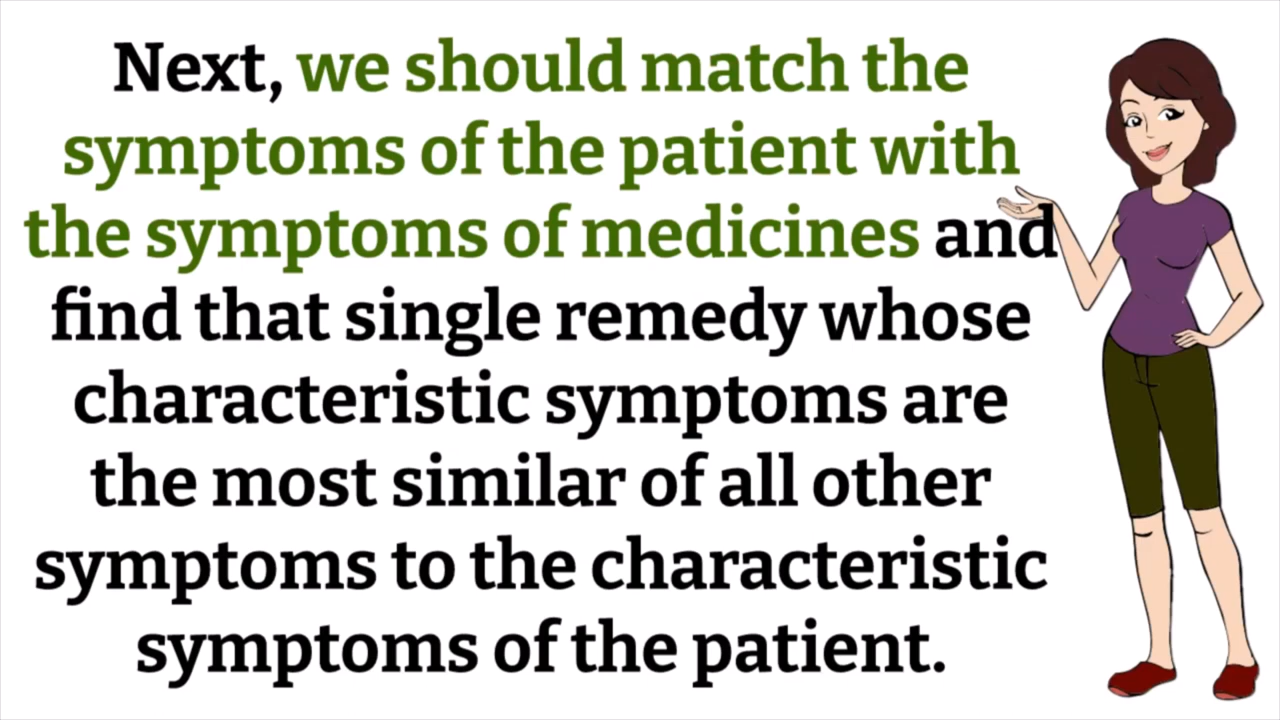 Next, we should match the
symptoms of the patient with
the symptoms of medicines and
find that single remedy whose
characteristic symptoms are
the most similar of all other
symptoms to the characteristic
symptoms of the patient.